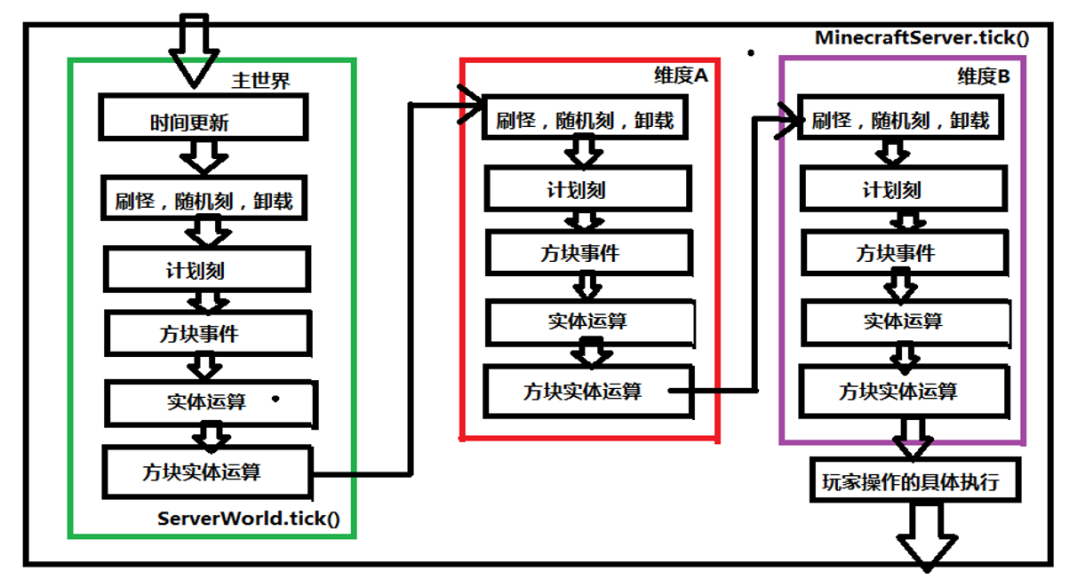 MinecraftServer.tick()
主世界
时间更新
刷怪，随机刻，卸载
计划刻
方块事件
实体运算
方块实体运算
ServerWorld.tick()
维度A
刷怪，随机刻，卸载
计划刻
方块事件
实体运算
方块实体运算
维度B
刷怪，随机刻，卸载
计划刻
方块事件
实体运算
方块实体运算
玩家操作的具体执行